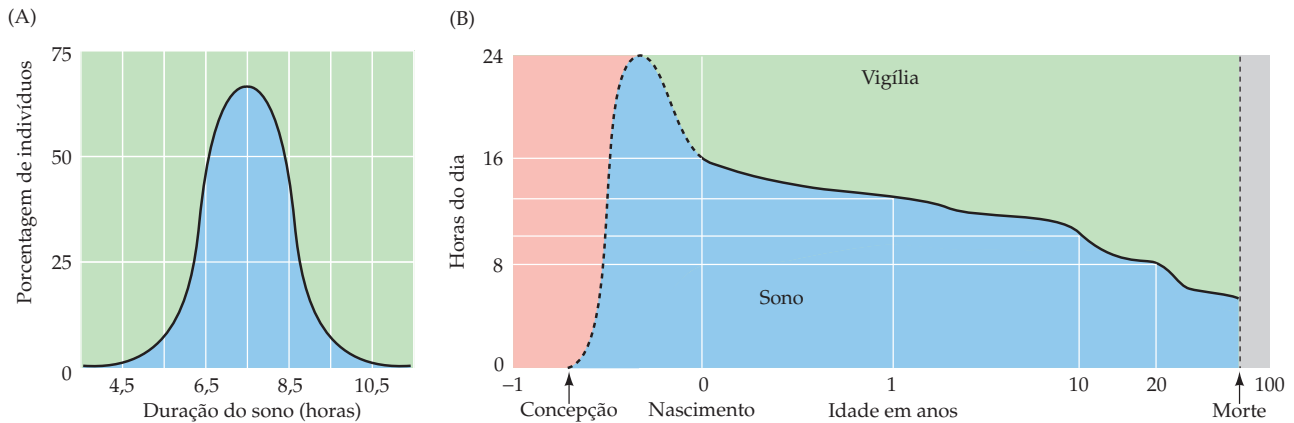 (A)
75
50
25
0
Porcentagem de indivíduos
4,5 6,5 8,5 10,5
Duração do sono (horas)
(B)
24
16
8
0
Horas do dia
Vigília
Sono
–1 0 1 10 20 100
Concepção Nascimento Idade em anos Morte